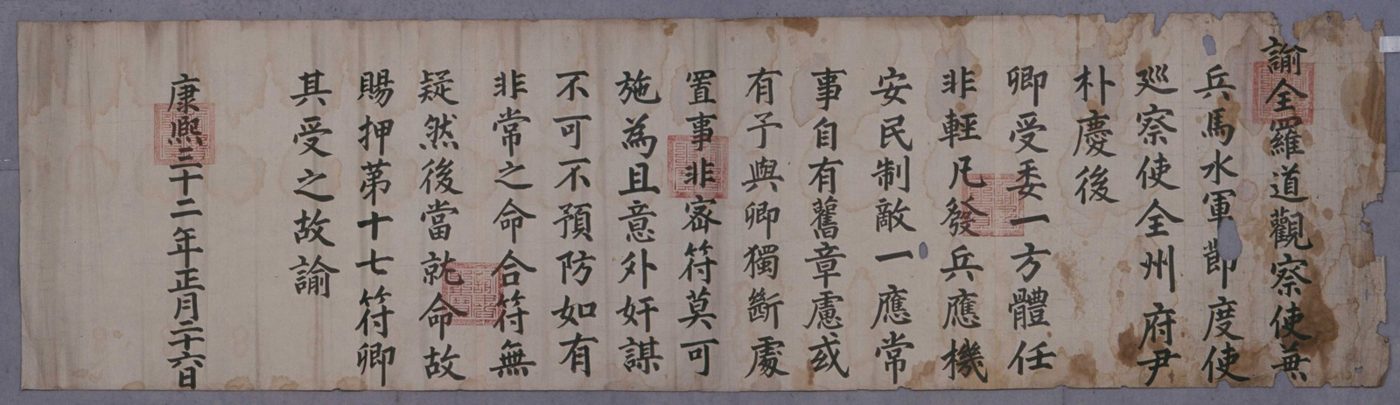 諭全羅道觀察使兼
兵馬水軍節度使
廵察使全州府尹
朴慶後
卿受委一方體任
非輕凡發兵應機
安民制敵一應常
事自有舊章慮或
有予與卿獨斷處
置事非密符莫可
施為且意外奸謀
不可不預防如有
非常之命合符無
疑然後當就命故
賜押第十七符卿
其受之故諭
康熙三十二年正月二十六日